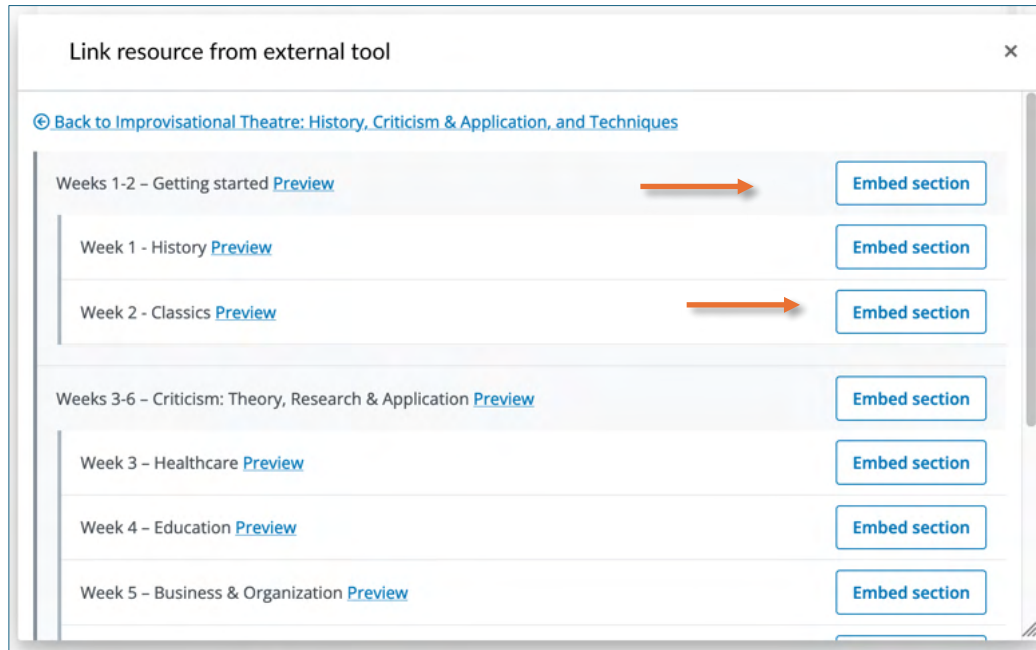 Link resource from external tool ×
Back to Improvisational Theatre: History, Criticism & Application, and Techniques
Weeks 1-2 – Getting started Preview Embed section
Week 1 - History Preview Embed section
Week 2 - Classics Preview Embed section
Weeks 3-6 – Criticism: Theory, Research & Application Preview Embed section
Week 3 – Healthcare Preview Embed section
Week 4 – Education Preview Embed section
Week 5 – Business & Organization Preview Embed section